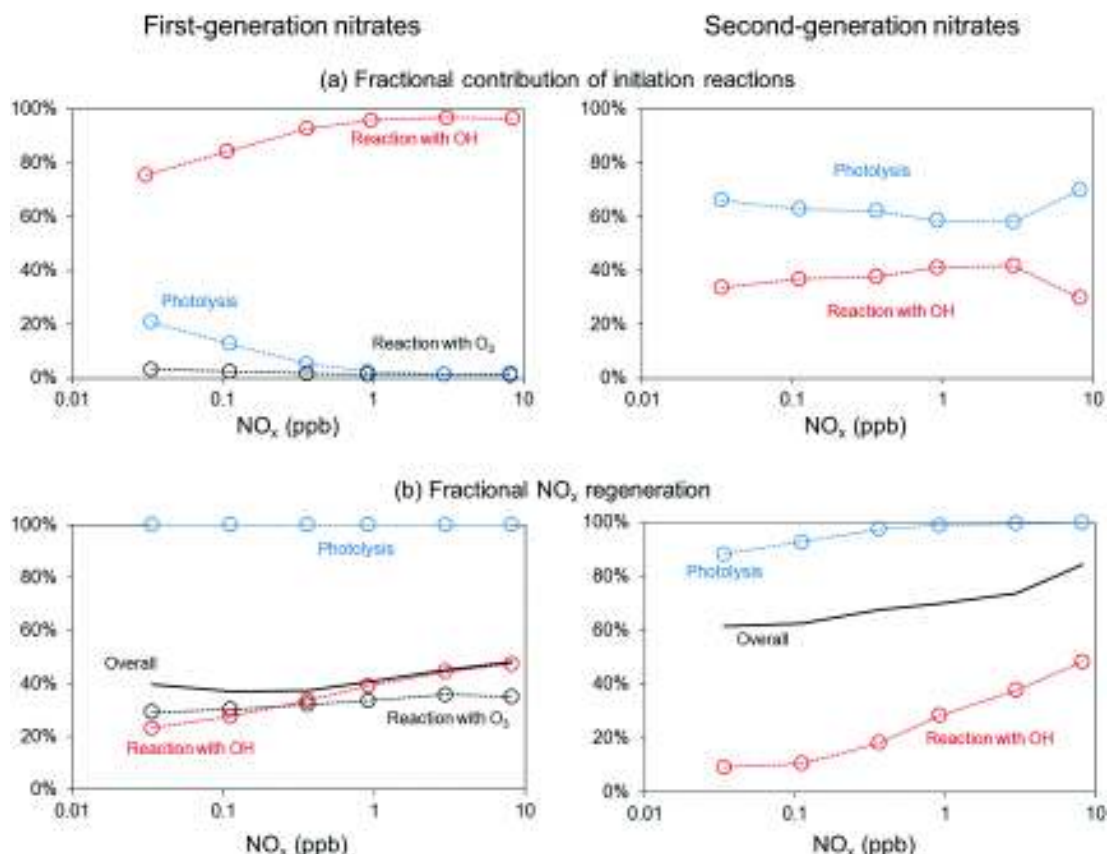 First-generation nitrates
Second-generation nitrates
(a) Fractional contribution of initiation reactions
100%
80%
60%
40%
20%
0%
Reaction with OH
Photolysis
Reaction with O₃
0.01
0.1
1
10
NOₓ (ppb)
100%
80%
60%
40%
20%
0%
Photolysis
Reaction with OH
0.01
0.1
1
10
NOₓ (ppb)
(b) Fractional NOₓ regeneration
100%
80%
60%
40%
20%
0%
Photolysis
Overall
Reaction with O₃
Reaction with OH
0.01
0.1
1
10
NOₓ (ppb)
100%
80%
60%
40%
20%
0%
Photolysis
Overall
Reaction with OH
0.01
0.1
1
10
NOₓ (ppb)